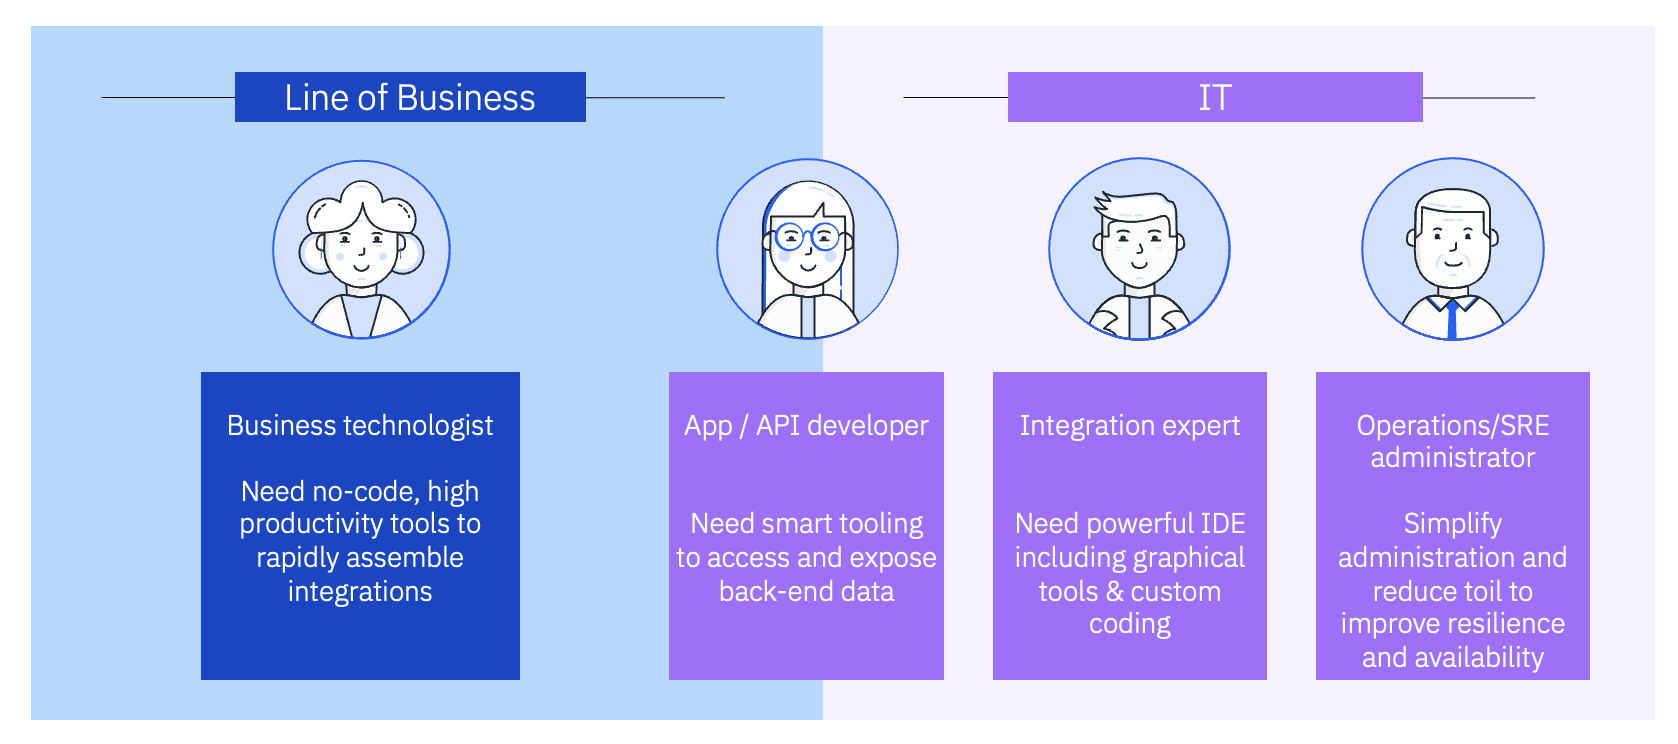 Line of Business
IT
Business technologist
Need no-code, high
productivity tools to
rapidly assemble
integrations
App / API developer
Need smart tooling
to access and expose
back-end data
Integration expert
Need powerful IDE
including graphical
tools & custom
coding
Operations/SRE
administrator
Simplify
administration and
reduce toil to
improve resilience
and availability